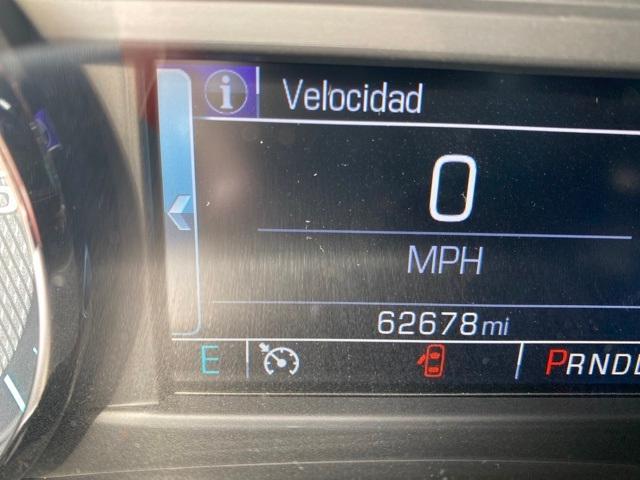 i Velocidad
0
MPH
62678 mi
E PRND